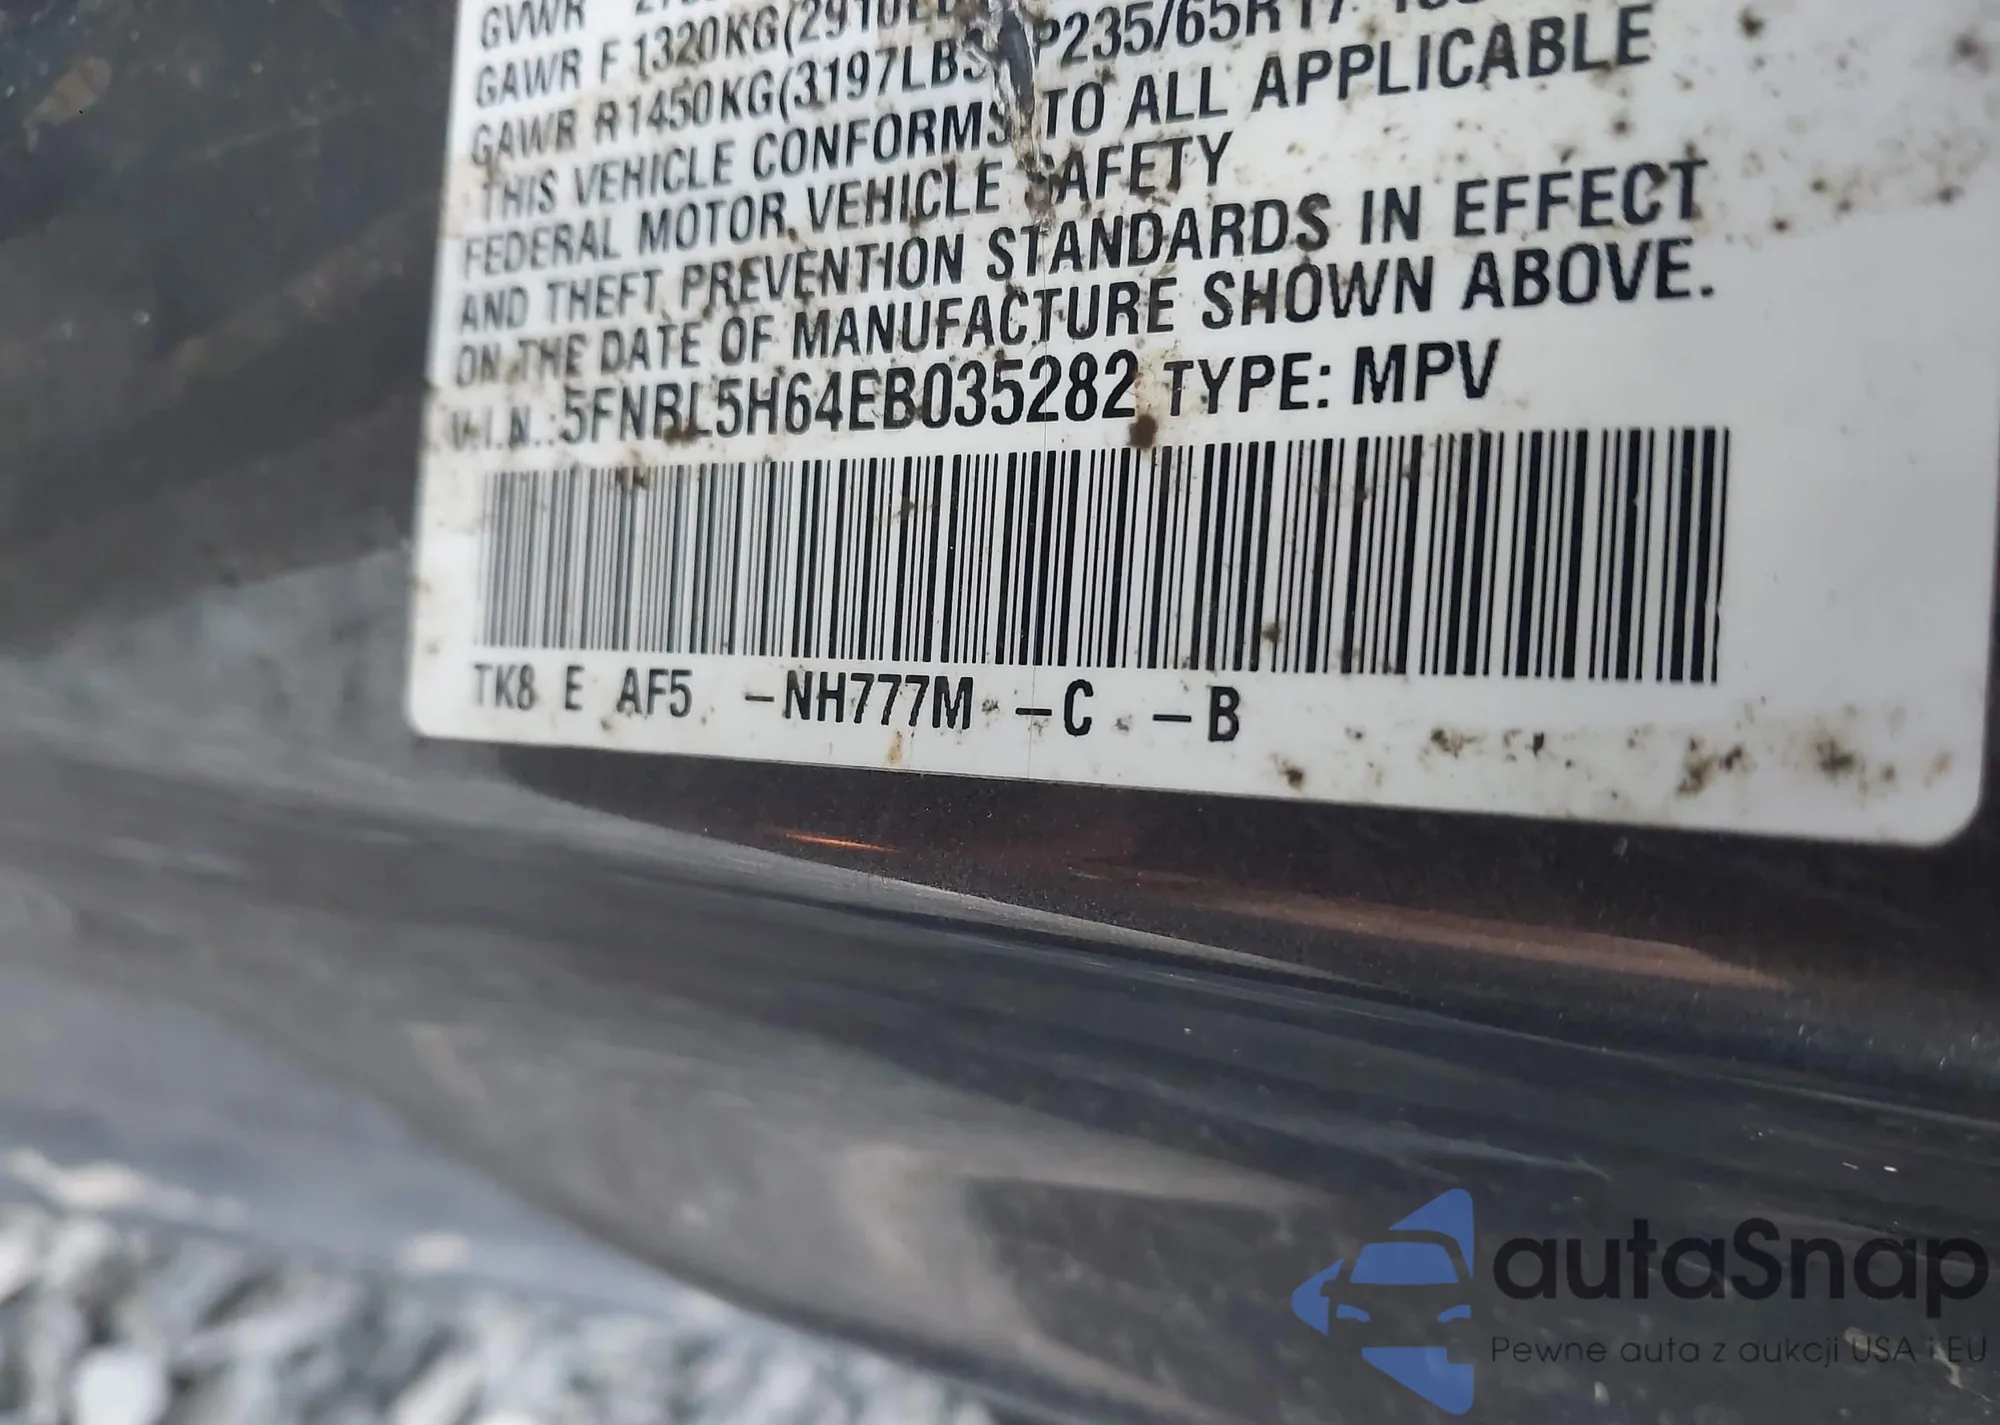 GVWR
GAWR F 1320KG(2910LB P235/65R17
GAWR R1450KG(3197LBS
THIS VEHICLE CONFORMS TO ALL APPLICABLE
FEDERAL MOTOR VEHICLE SAFETY
AND THEFT PREVENTION STANDARDS IN EFFECT
ON THE DATE OF MANUFACTURE SHOWN ABOVE.
V.I.N.:5FNRL5H64EB035282 TYPE: MPV
TK8 E AF5 -NH777M -C -B
autaSnap
Pewne auta z aukcji USA i EU